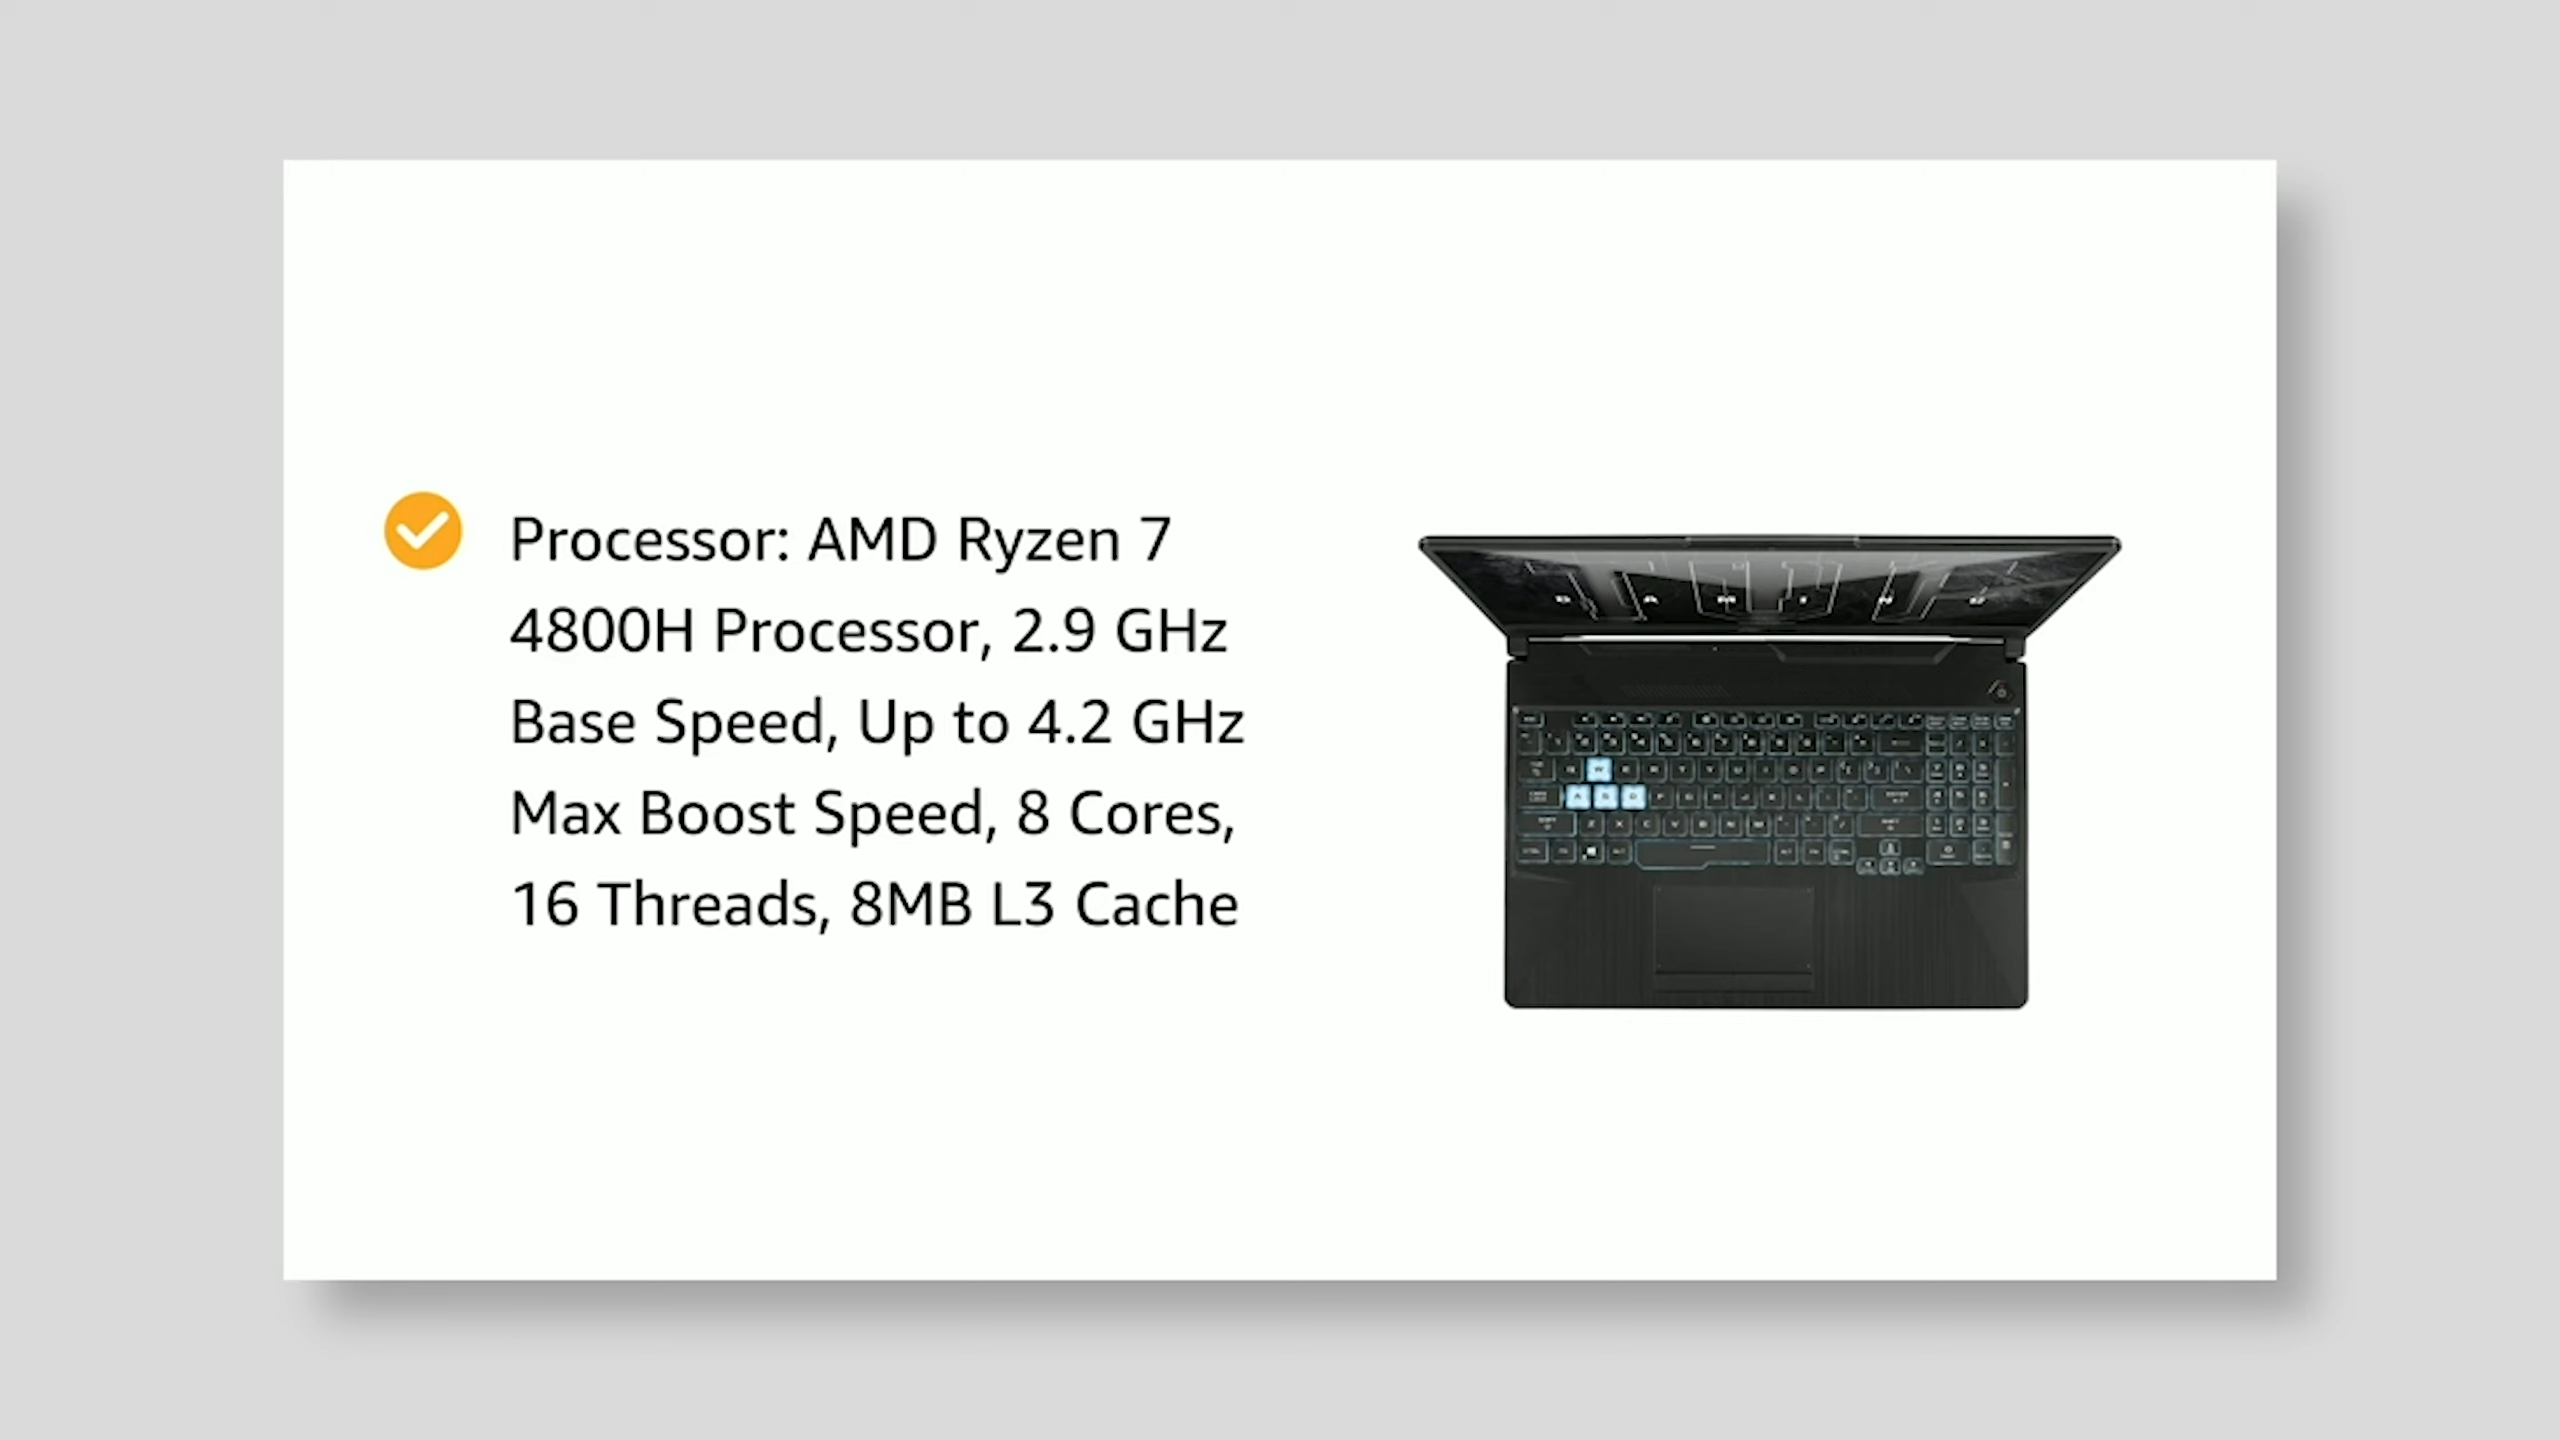 Processor: AMD Ryzen 7
4800H Processor, 2.9 GHz
Base Speed, Up to 4.2 GHz
Max Boost Speed, 8 Cores,
16 Threads, 8MB L3 Cache